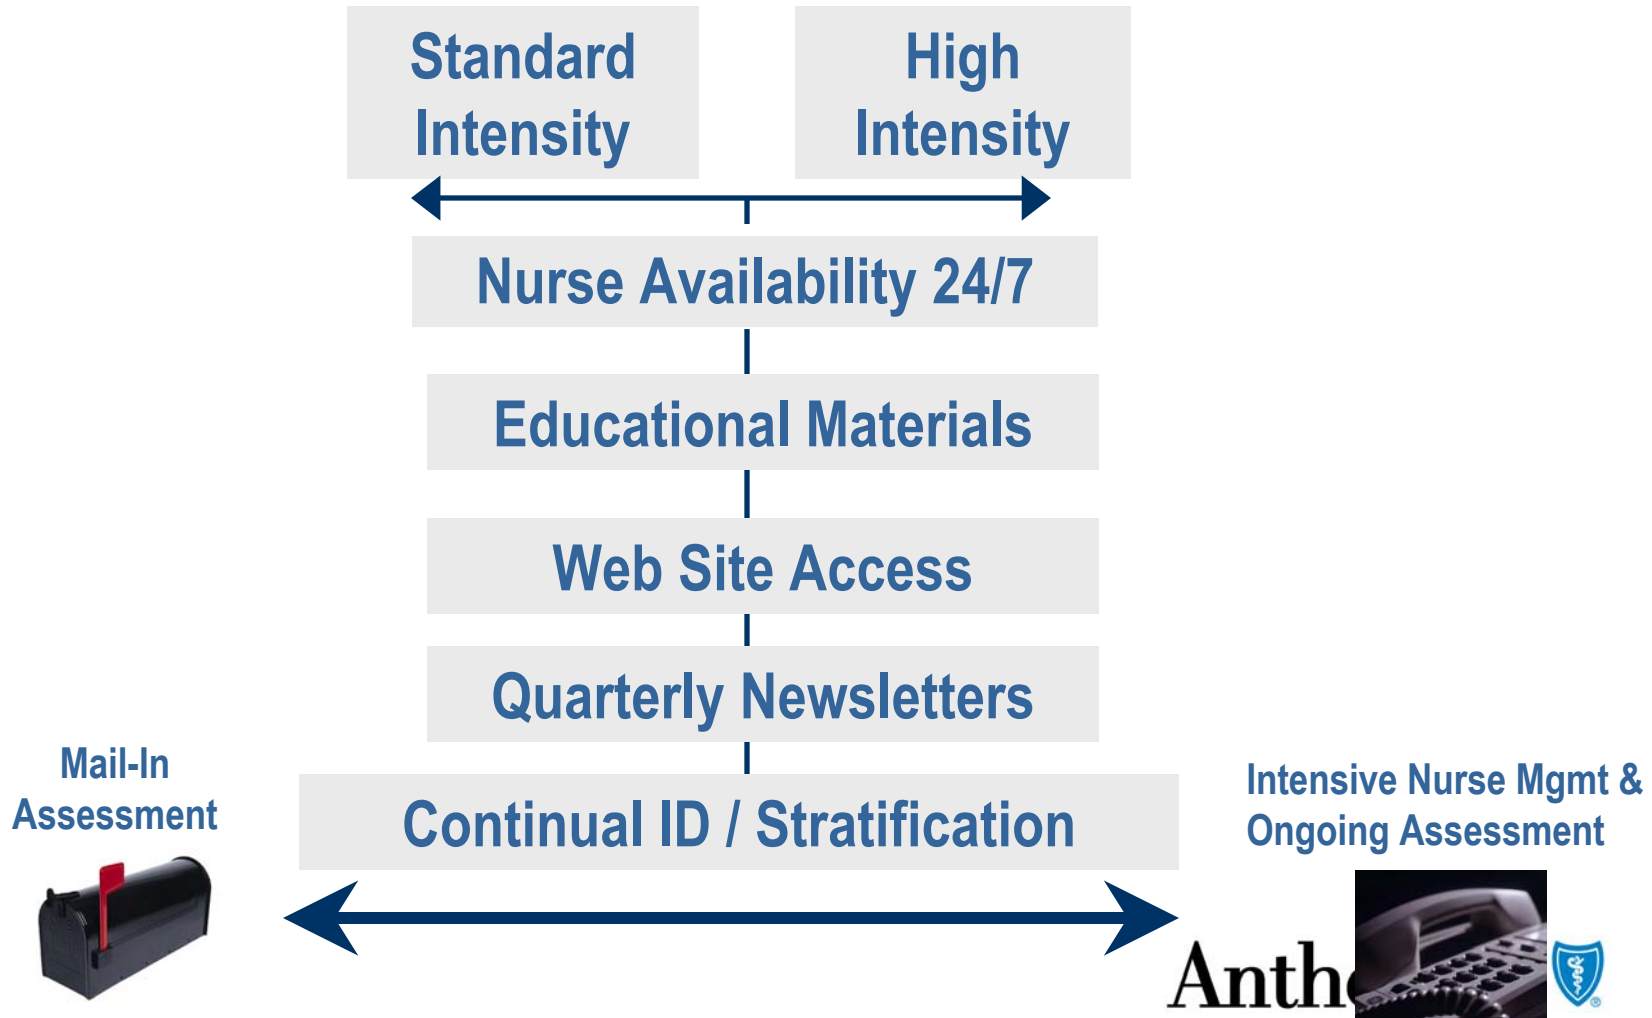 Standard
Intensity
High
Intensity
Nurse Availability 24/7
Educational Materials
Web Site Access
Quarterly Newsletters
Mail-In
Assessment
Continual ID / Stratification
Intensive Nurse Mgmt &
Ongoing Assessment
Anth
®